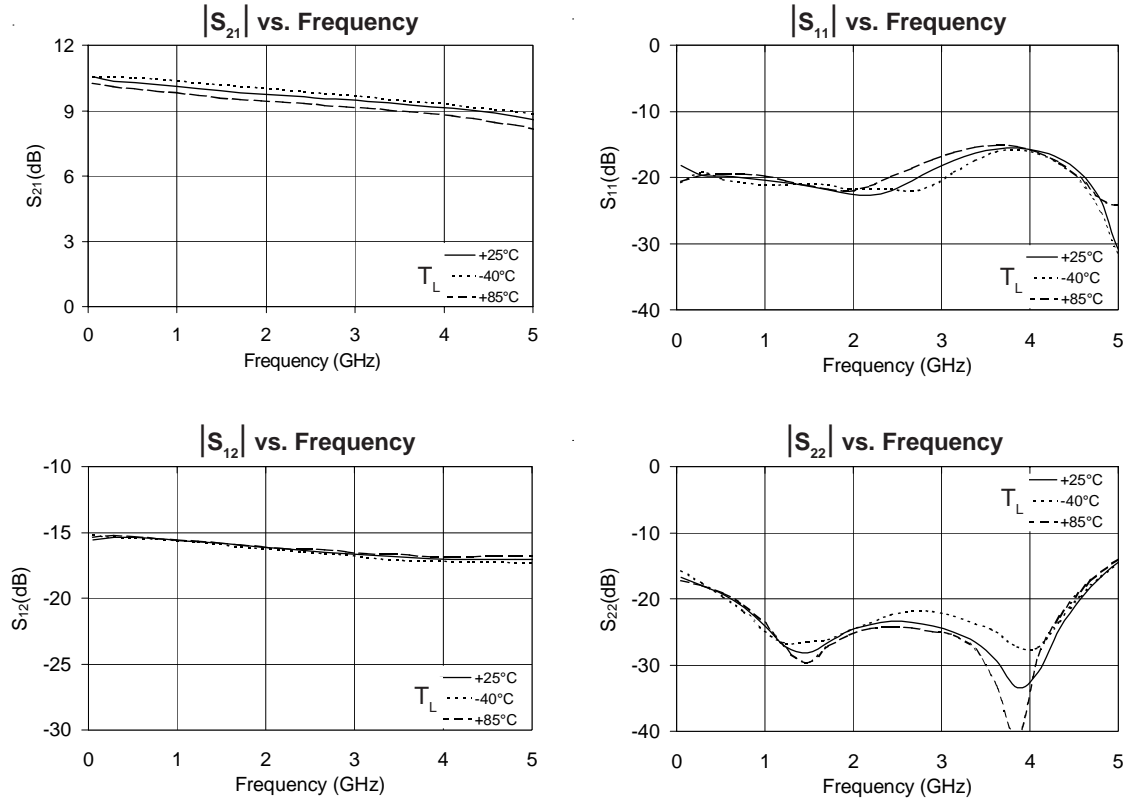 |S21| vs. Frequency
12
9
6
3
0
S21(dB)
TL
+25°C
-40°C
+85°C
0 1 2 3 4 5
Frequency (GHz)
|S11| vs. Frequency
0
-10
-20
-30
-40
S11(dB)
TL
+25°C
-40°C
+85°C
0 1 2 3 4 5
Frequency (GHz)
|S12| vs. Frequency
-10
-15
-20
-25
-30
S12(dB)
TL
+25°C
-40°C
+85°C
0 1 2 3 4 5
Frequency (GHz)
|S22| vs. Frequency
0
-10
-20
-30
-40
S22(dB)
TL
+25°C
-40°C
+85°C
0 1 2 3 4 5
Frequency (GHz)